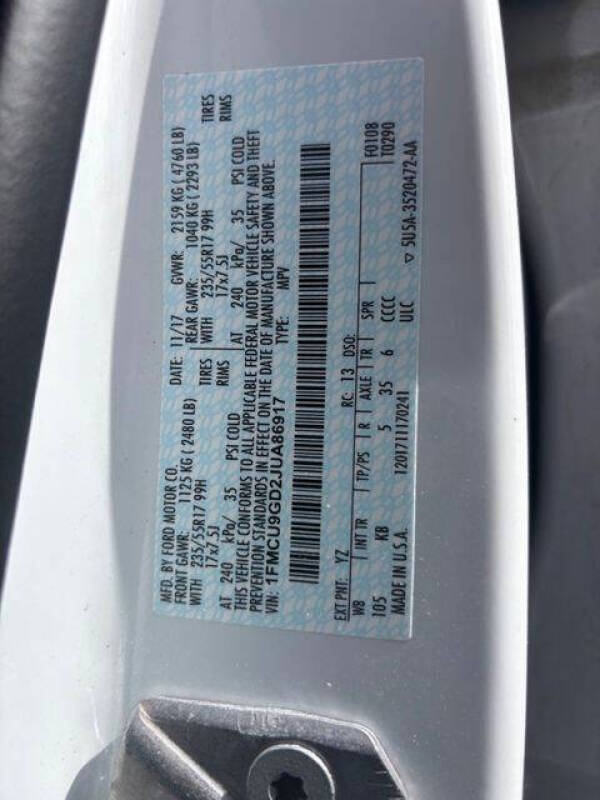 MFD. BY FORD MOTOR CO. DATE: 11/17 GVWR: 2159 KG ( 4760 LB)
FRONT GAWR: 1125 KG ( 2480 LB) REAR GAWR: 1040 KG ( 2293 LB)
WITH 235/55R17 99H TIRES WITH 235/55R17 99H TIRES
17x7.5J RIMS 17x7.5J RIMS
AT 240 kPa/ 35 PSI COLD AT 240 kPa/ 35 PSI COLD
THIS VEHICLE CONFORMS TO ALL APPLICABLE FEDERAL MOTOR VEHICLE SAFETY AND THEFT
PREVENTION STANDARDS IN EFFECT ON THE DATE OF MANUFACTURE SHOWN ABOVE.
VIN: 1FMCU9GD2JUA86917 TYPE: MPV
EXT PNT: YZ RC: 13 DSO: F0108
WB INT TR TP/PS R AXLE TR SPR T0290
105 KB 5 35 6 CCCC
MADE IN U.S.A. 1201711170241 ULC ▽ 5U5A-3520472-AA